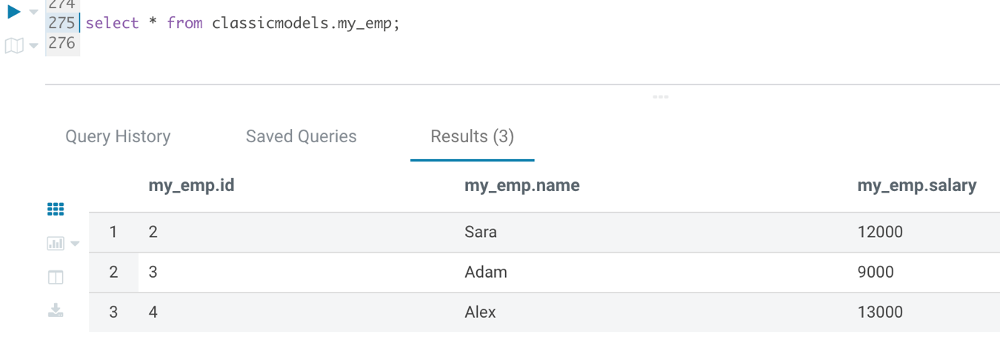 274
275 select * from classicmodels.my_emp;
276
Query History Saved Queries Results (3)
my_emp.id my_emp.name my_emp.salary
1 2 Sara 12000
2 3 Adam 9000
3 4 Alex 13000